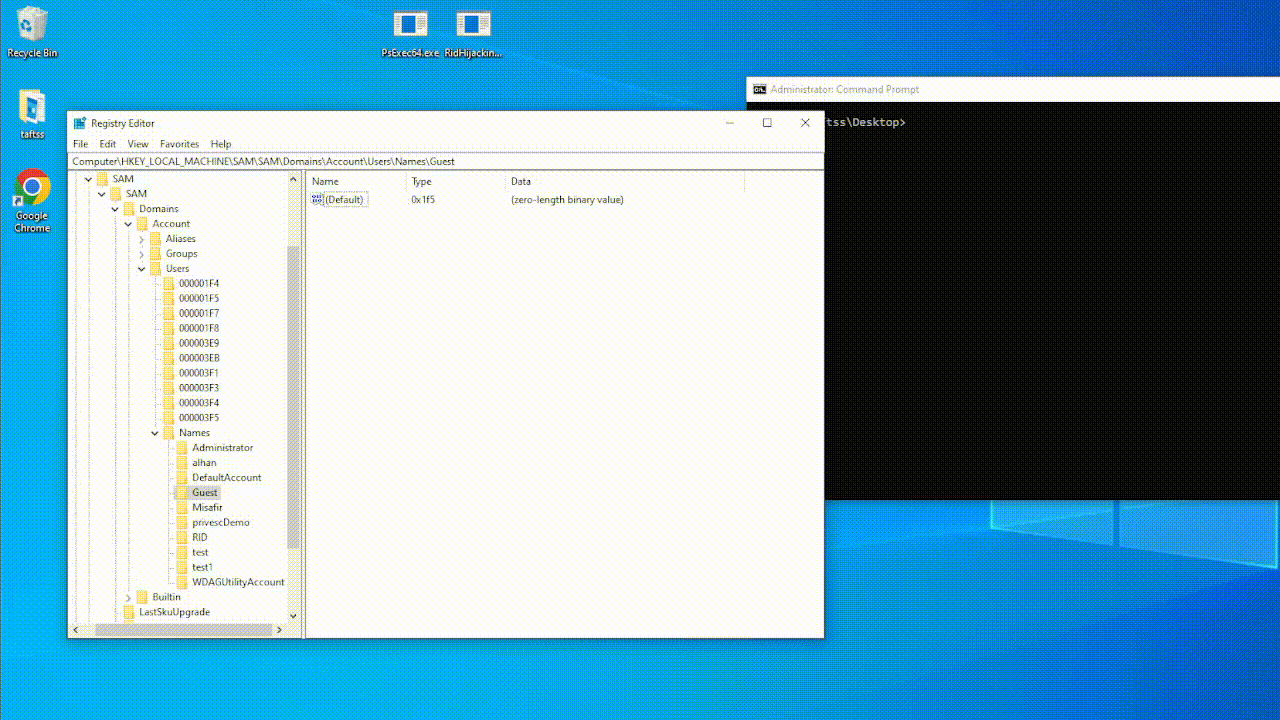 Recycle Bin
PsExec64.exe
RidHijackin...
taftss
Google
Chrome
Administrator: Command Prompt
tss\Desktop>
Registry Editor
File Edit View Favorites Help
Computer\HKEY_LOCAL_MACHINE\SAM\SAM\Domains\Account\Users\Names\Guest
SAM
SAM
Domains
Account
Aliases
Groups
Users
000001F4
000001F5
000001F7
000001F8
000003E9
000003EB
000003F1
000003F3
000003F4
000003F5
Names
Administrator
alhan
DefaultAccount
Guest
Misafir
privescDemo
RID
test
test1
WDAGUtilityAccount
Builtin
LastSkuUpgrade
Name Type Data
(Default) 0x1f5 (zero-length binary value)